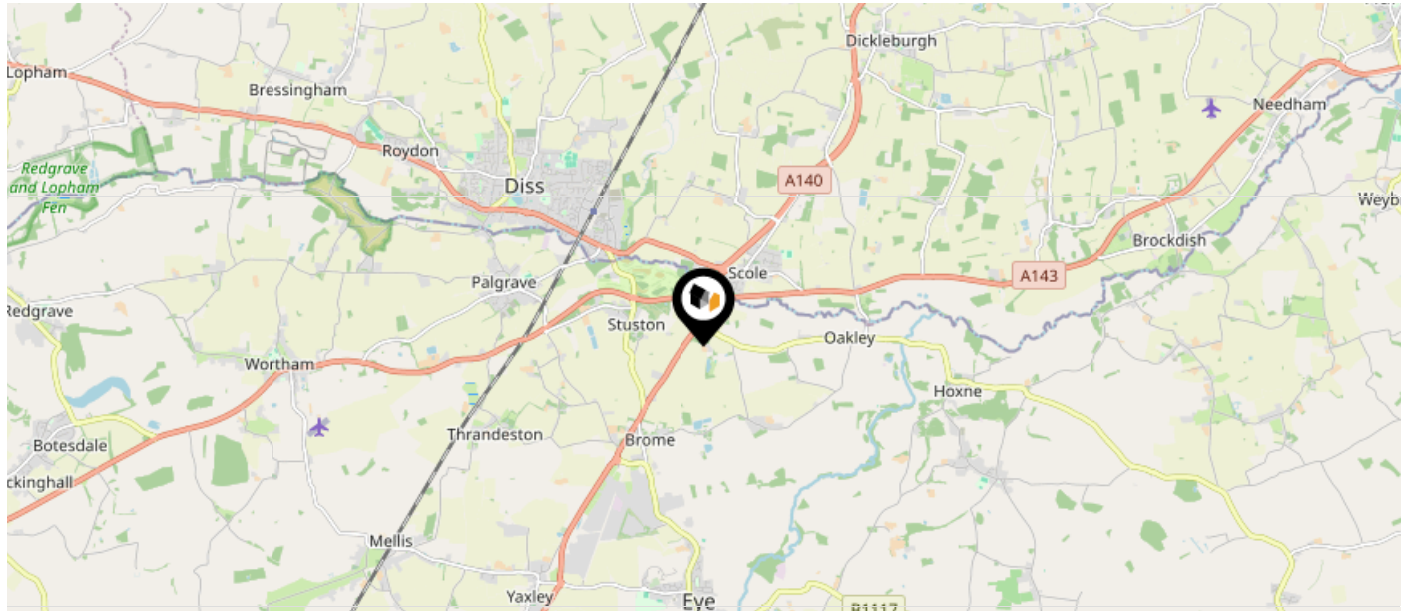 Dickleburgh
Lopham
Bressingham
Needham
Roydon
Redgrave
and Lopham
Fen
Diss
A140
Weyb
Brockdish
Scole
A143
Palgrave
Redgrave
Stuston
Oakley
Wortham
Hoxne
Thrandeston
Brome
Botesdale
ckinghall
Mellis
Yaxley
Eye
B1117